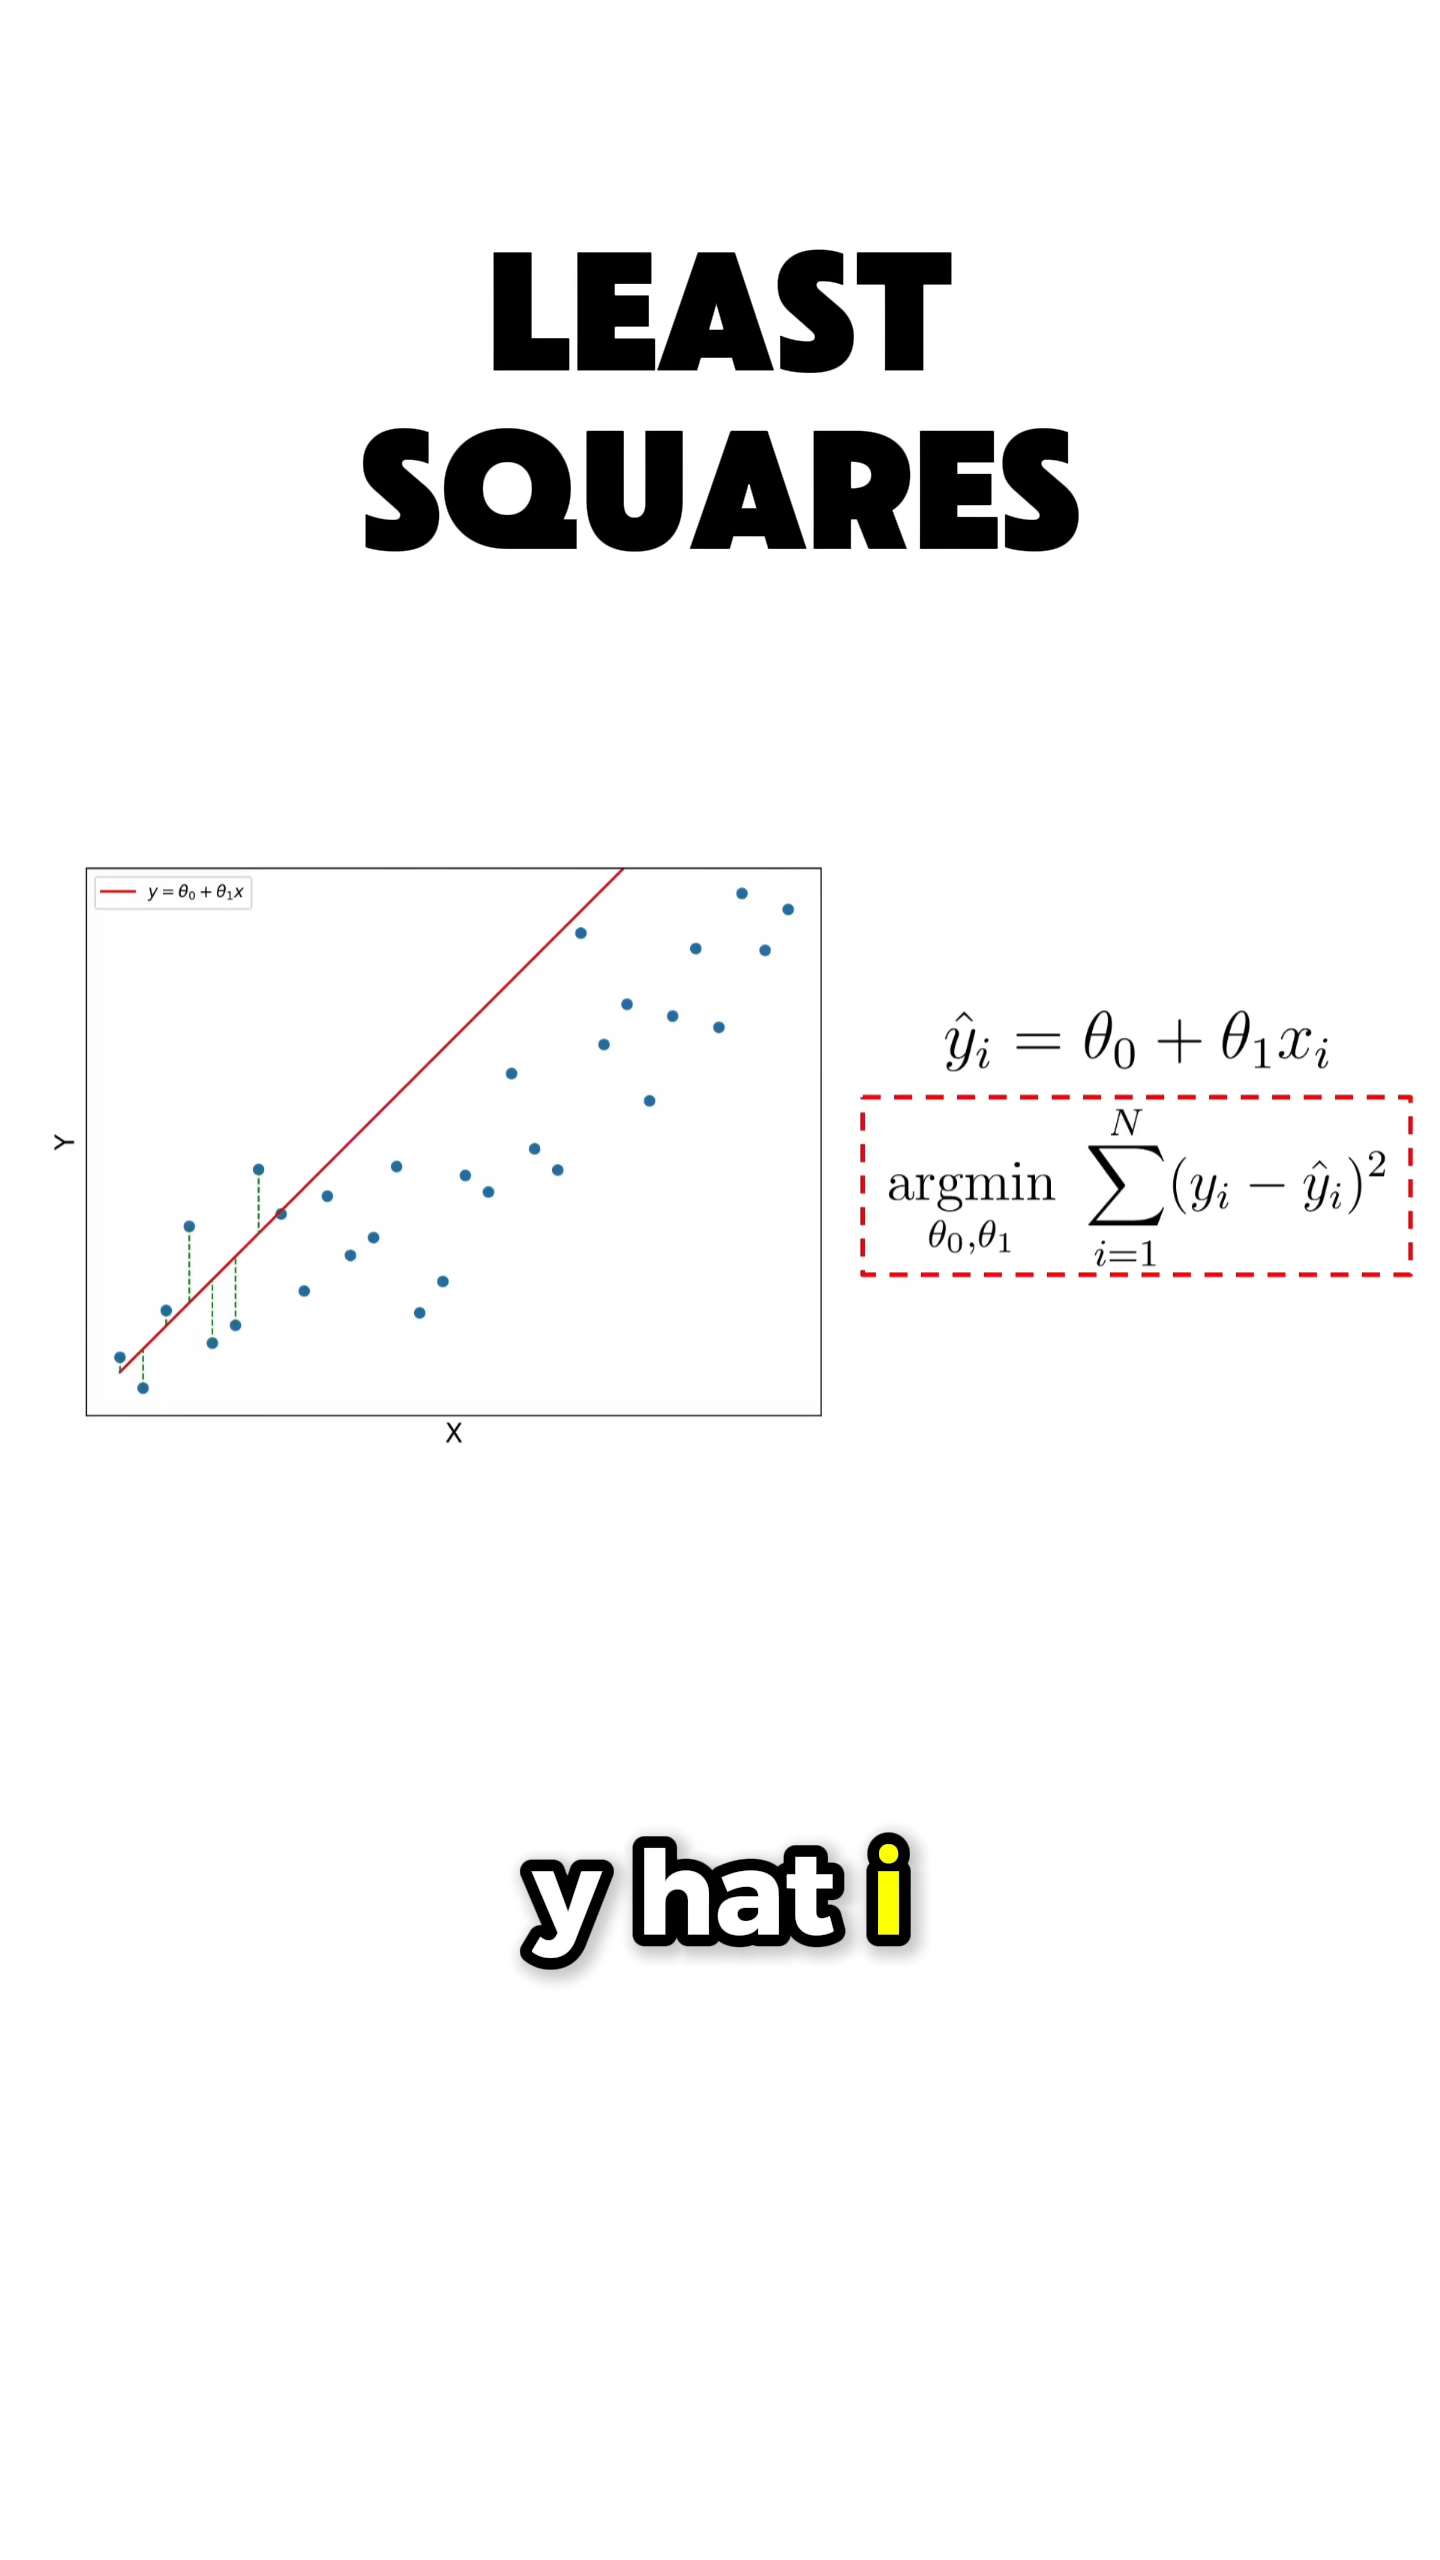 LEAST
SQUARES
y = θ₀ + θ₁x
Y
X
ŷᵢ = θ₀ + θ₁xᵢ
N
argmin ∑(yᵢ − ŷᵢ)²
θ₀,θ₁ i=1
y hat i